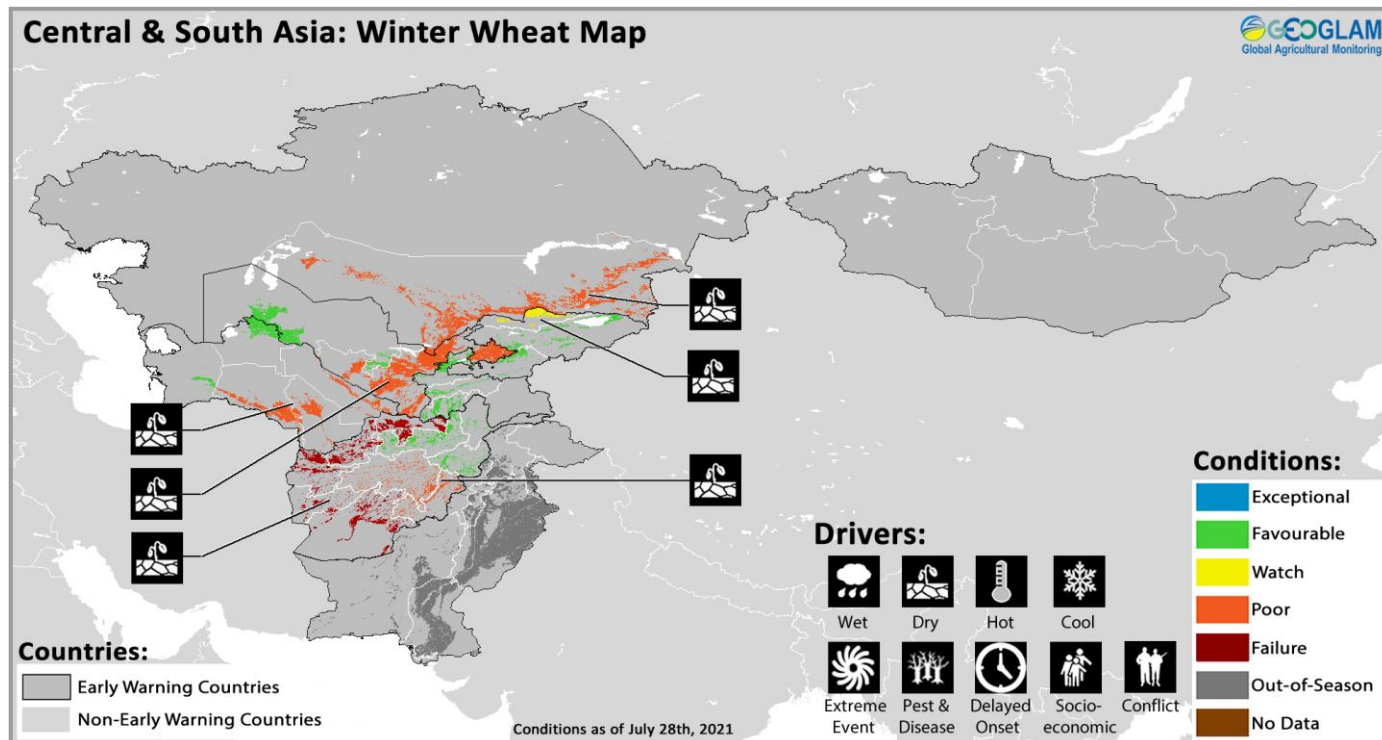 Central & South Asia: Winter Wheat Map
GEOGLAM
Global Agricultural Monitoring
Conditions:
Exceptional
Favourable
Watch
Poor
Failure
Out-of-Season
No Data
Drivers:
Wet
Dry
Hot
Cool
Extreme
Event
Pest &
Disease
Delayed
Onset
Socio-
economic
Conflict
Countries:
Early Warning Countries
Non-Early Warning Countries
Conditions as of July 28th, 2021